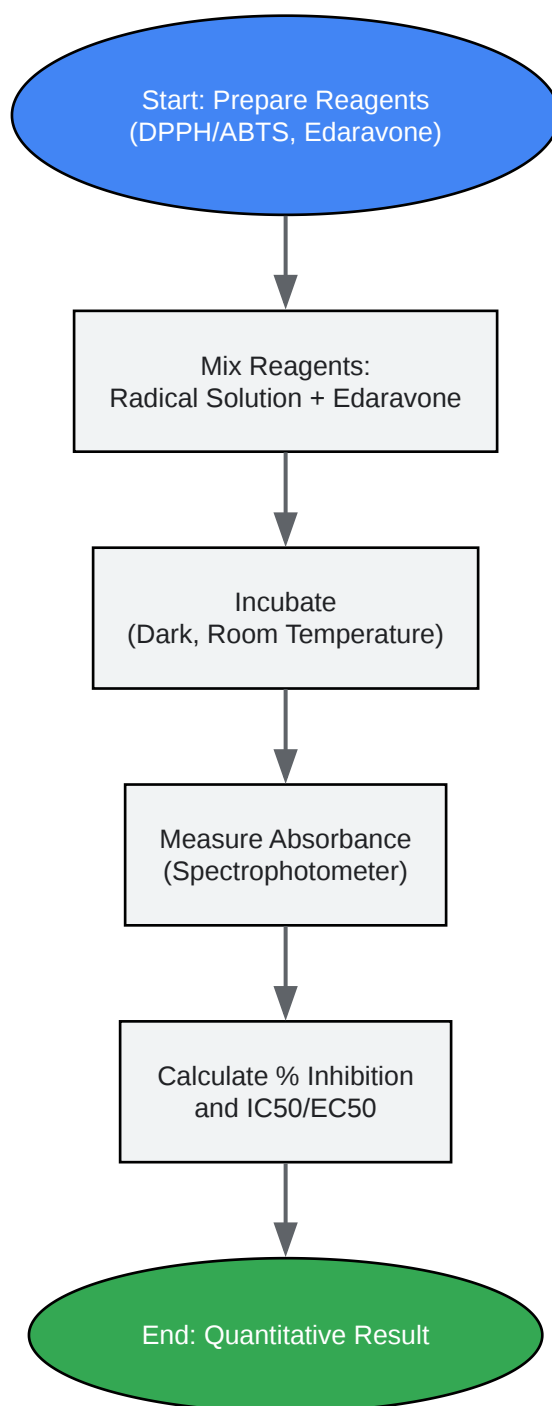 Start: Prepare Reagents
(DPPH/ABTS, Edaravone)
Mix Reagents:
Radical Solution + Edaravone
Incubate
(Dark, Room Temperature)
Measure Absorbance
(Spectrophotometer)
Calculate % Inhibition
and IC50/EC50
End: Quantitative Result